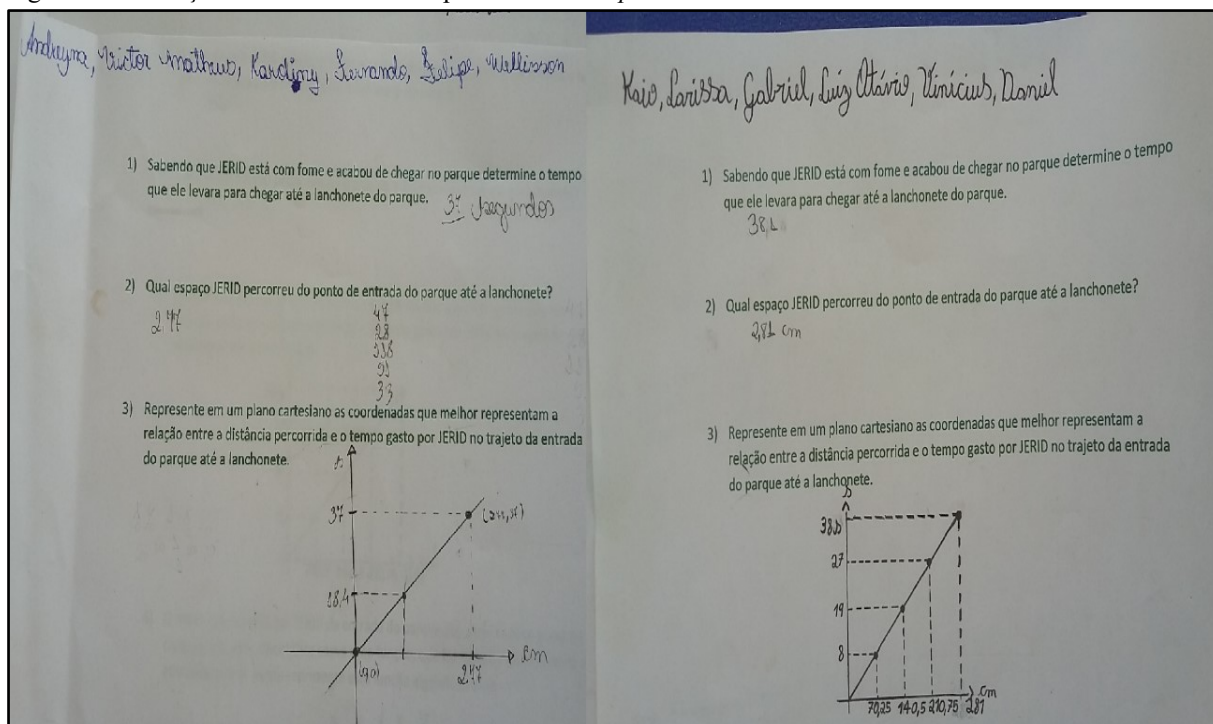 Andreyna, Victor Matheus, Karoliny, Fernando, Felipe, Wellisson
1) Sabendo que JERID está com fome e acabou de chegar no parque determine o tempo
que ele levara para chegar até a lanchonete do parque.
37 segundos
2) Qual espaço JERID percorreu do ponto de entrada do parque até a lanchonete?
47
28
33
3) Represente em um plano cartesiano as coordenadas que melhor representam a
relação entre a distância percorrida e o tempo gasto por JERID no trajeto da entrada
do parque até a lanchonete.
37
18,4
(0,0)
cm
Kaio, Larissa, Gabriel, Luiz Otávio, Vinícius, Daniel
1) Sabendo que JERID está com fome e acabou de chegar no parque determine o tempo
que ele levara para chegar até a lanchonete do parque.
2) Qual espaço JERID percorreu do ponto de entrada do parque até a lanchonete?
2,81 cm
3) Represente em um plano cartesiano as coordenadas que melhor representam a
relação entre a distância percorrida e o tempo gasto por JERID no trajeto da entrada
do parque até a lanchonete.
27
19
8
cm
70,25 140,5 210,75 281